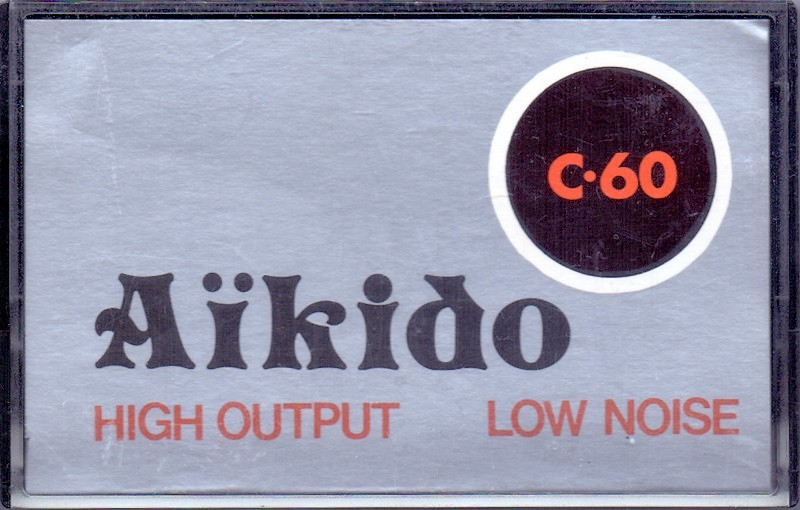 C·60
Aïkido
HIGH OUTPUT LOW NOISE